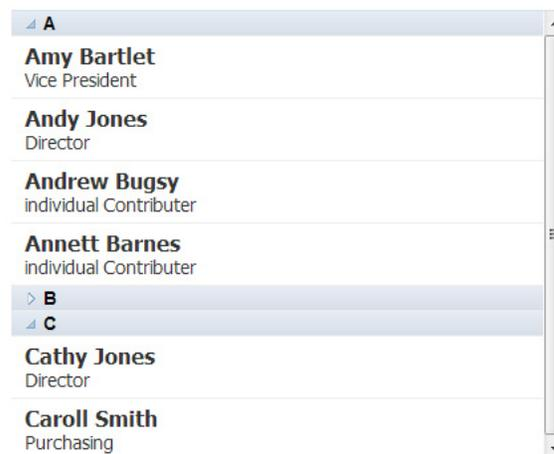 A
Amy Bartlet
Vice President
Andy Jones
Director
Andrew Bugsy
individual Contributer
Annett Barnes
individual Contributer
B
C
Cathy Jones
Director
Caroll Smith
Purchasing